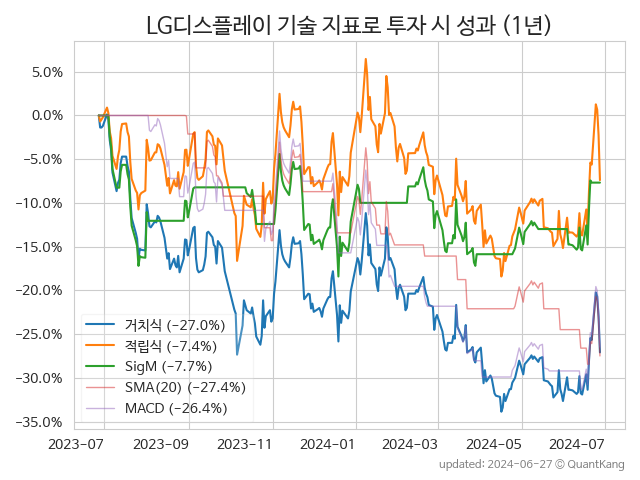 LG디스플레이 기술 지표로 투자 시 성과 (1년)
5.0%
0.0%
−5.0%
−10.0%
−15.0%
−20.0%
−25.0%
−30.0%
−35.0%
거치식 (−27.0%)
적립식 (−7.4%)
SigM (−7.7%)
SMA(20) (−27.4%)
MACD (−26.4%)
2023-07 2023-09 2023-11 2024-01 2024-03 2024-05 2024-07
updated: 2024-06-27 © QuantKang